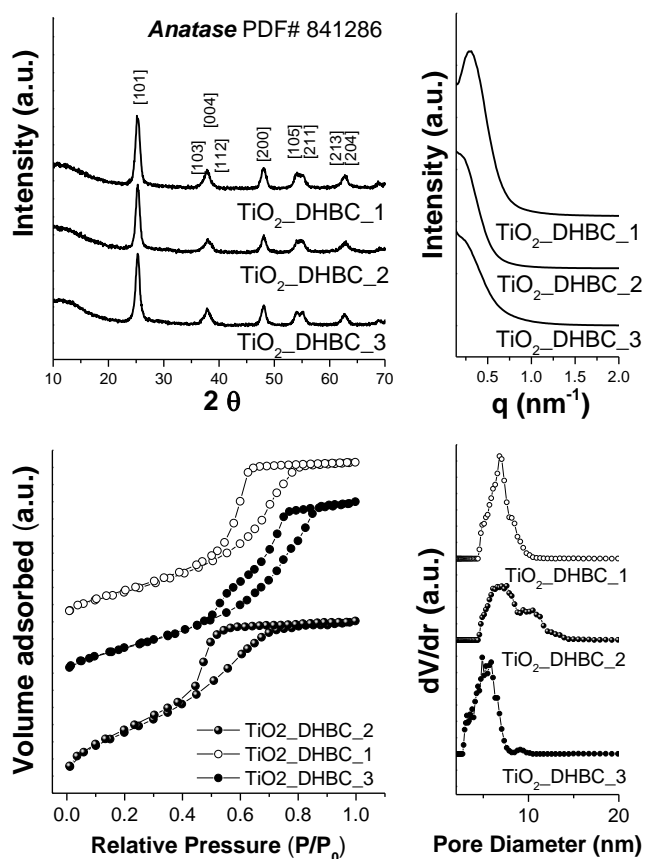 Anatase PDF# 841286
Intensity (a.u.)
[101]
[103]
[004]
[112]
[200]
[105]
[211]
[213]
[204]
TiO2_DHBC_1
TiO2_DHBC_2
TiO2_DHBC_3
10 20 30 40 50 60 70
2 θ
Intensity (a.u.)
TiO2_DHBC_1
TiO2_DHBC_2
TiO2_DHBC_3
0.5 1.0 1.5 2.0
q (nm-1)
Volume adsorbed (a.u.)
TiO2_DHBC_2
TiO2_DHBC_1
TiO2_DHBC_3
0.0 0.2 0.4 0.6 0.8 1.0
Relative Pressure (P/P0)
dV/dr (a.u.)
TiO2_DHBC_1
TiO2_DHBC_2
TiO2_DHBC_3
5 10 20
Pore Diameter (nm)